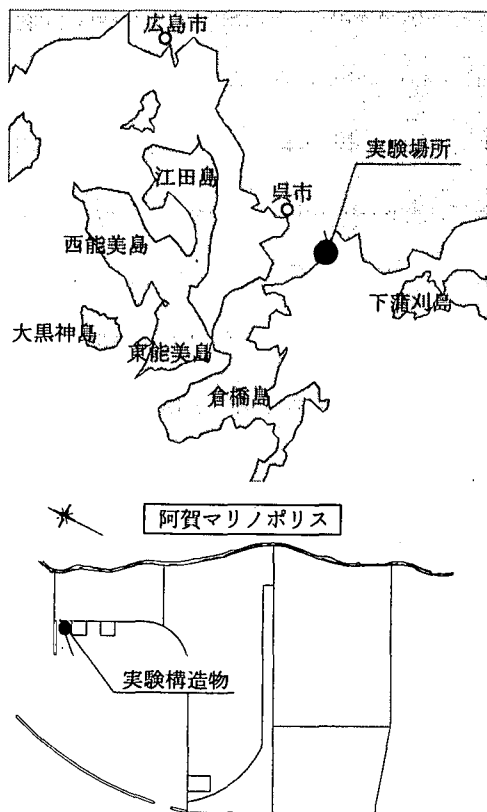 広島市
実験場所
江田島
呉市
西能美島
下蒲刈島
大黒神島
東能美島
倉橋島
阿賀マリノポリス
実験構造物